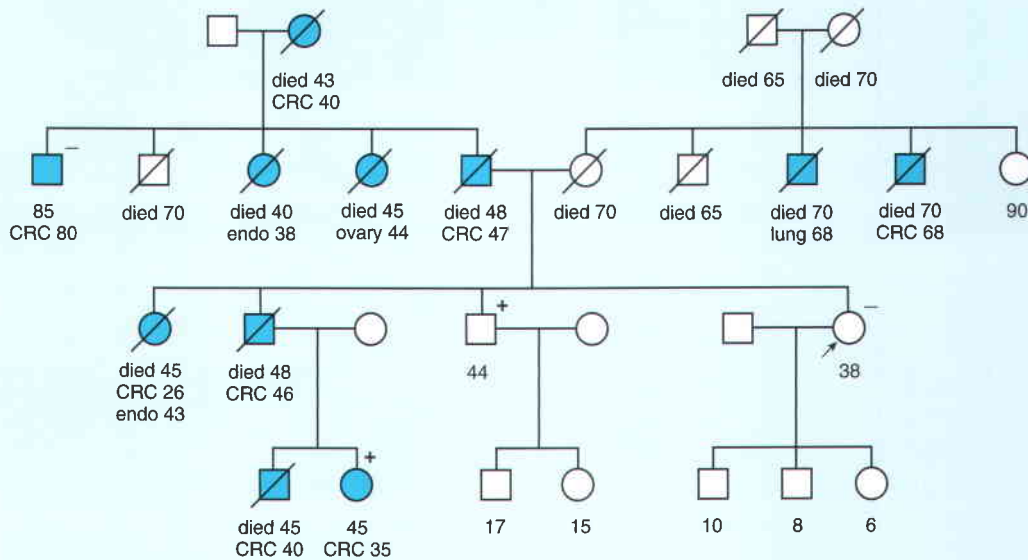 died 43
CRC 40
died 65
died 70
–
85
CRC 80
died 70
died 40
endo 38
died 45
ovary 44
died 48
CRC 47
died 70
died 65
died 70
lung 68
died 70
CRC 68
90
died 45
CRC 26
endo 43
died 48
CRC 46
+
44
–
38
died 45
CRC 40
+
45
CRC 35
17
15
10
8
6